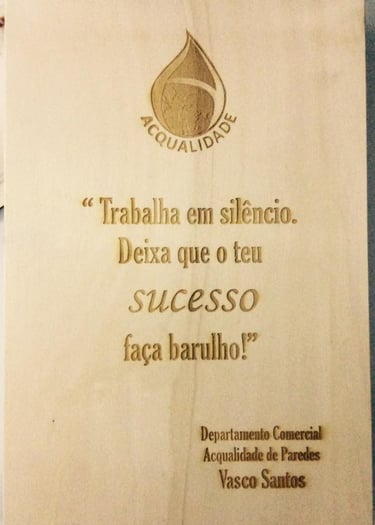 ACQUALIDADE
“ Trabalha em silêncio.
Deixa que o teu
sucesso
faça barulho!”
Departamento Comercial
Acqualidade de Paredes
Vasco Santos